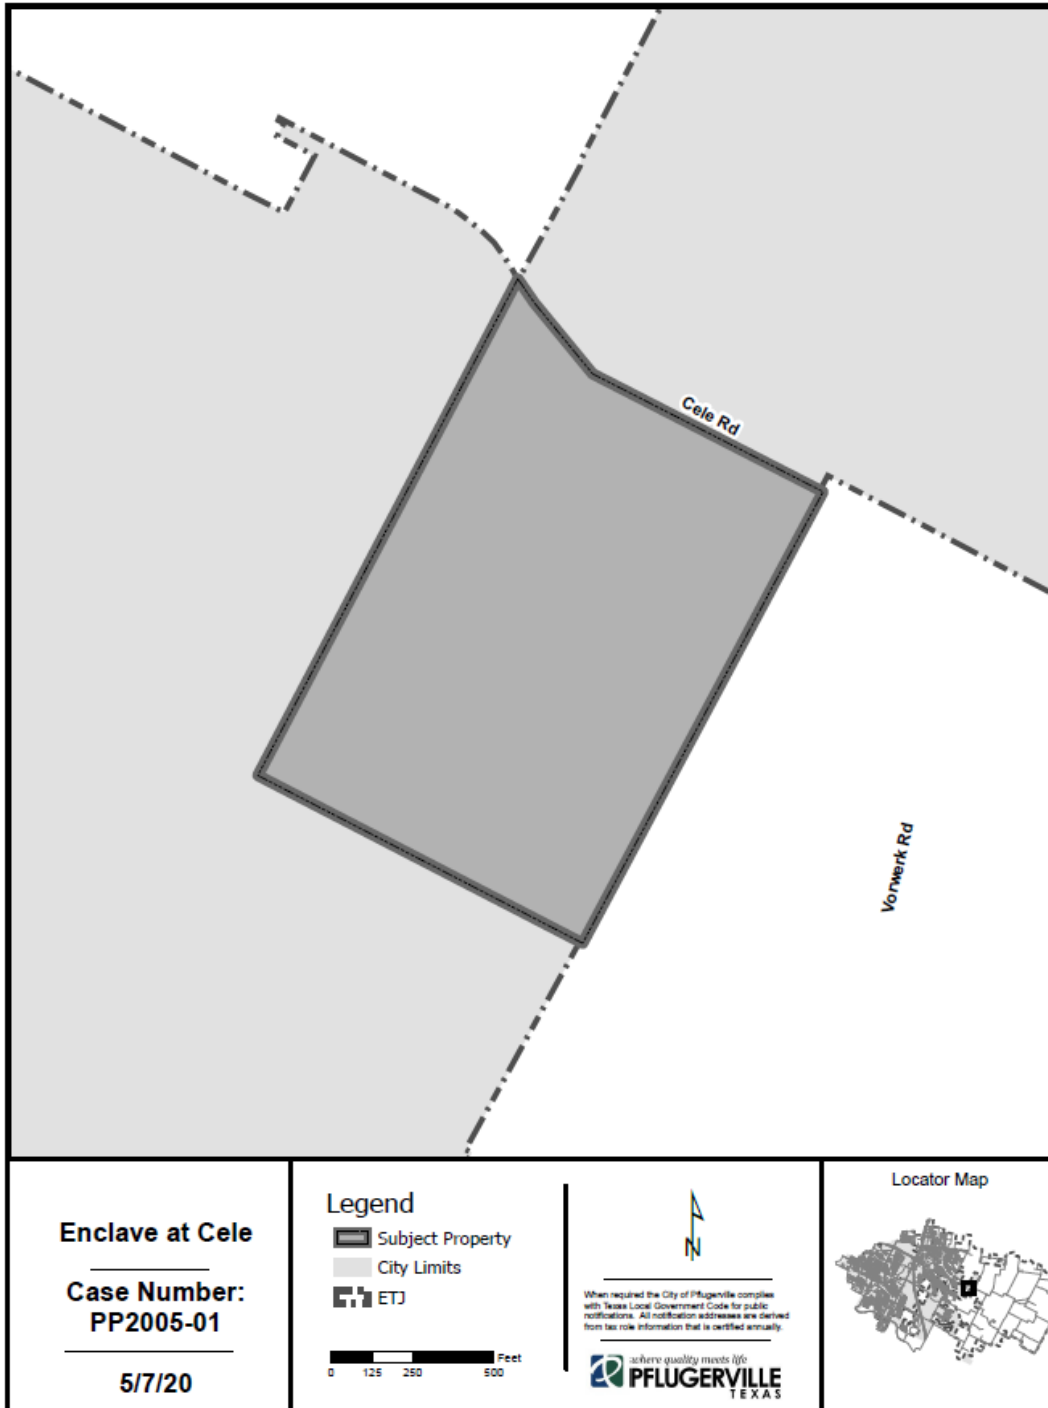 Cele Rd
Vorwerk Rd
Enclave at Cele
Case Number:
PP2005-01
5/7/20
Legend
Subject Property
City Limits
ETJ
Feet
0 125 250 500
N
When required the City of Pflugerville complies
with Texas Local Government Code for public
notifications. All notification addresses are derived
from tax role information that is certified annually.
where quality meets life
PFLUGERVILLE
TEXAS
Locator Map